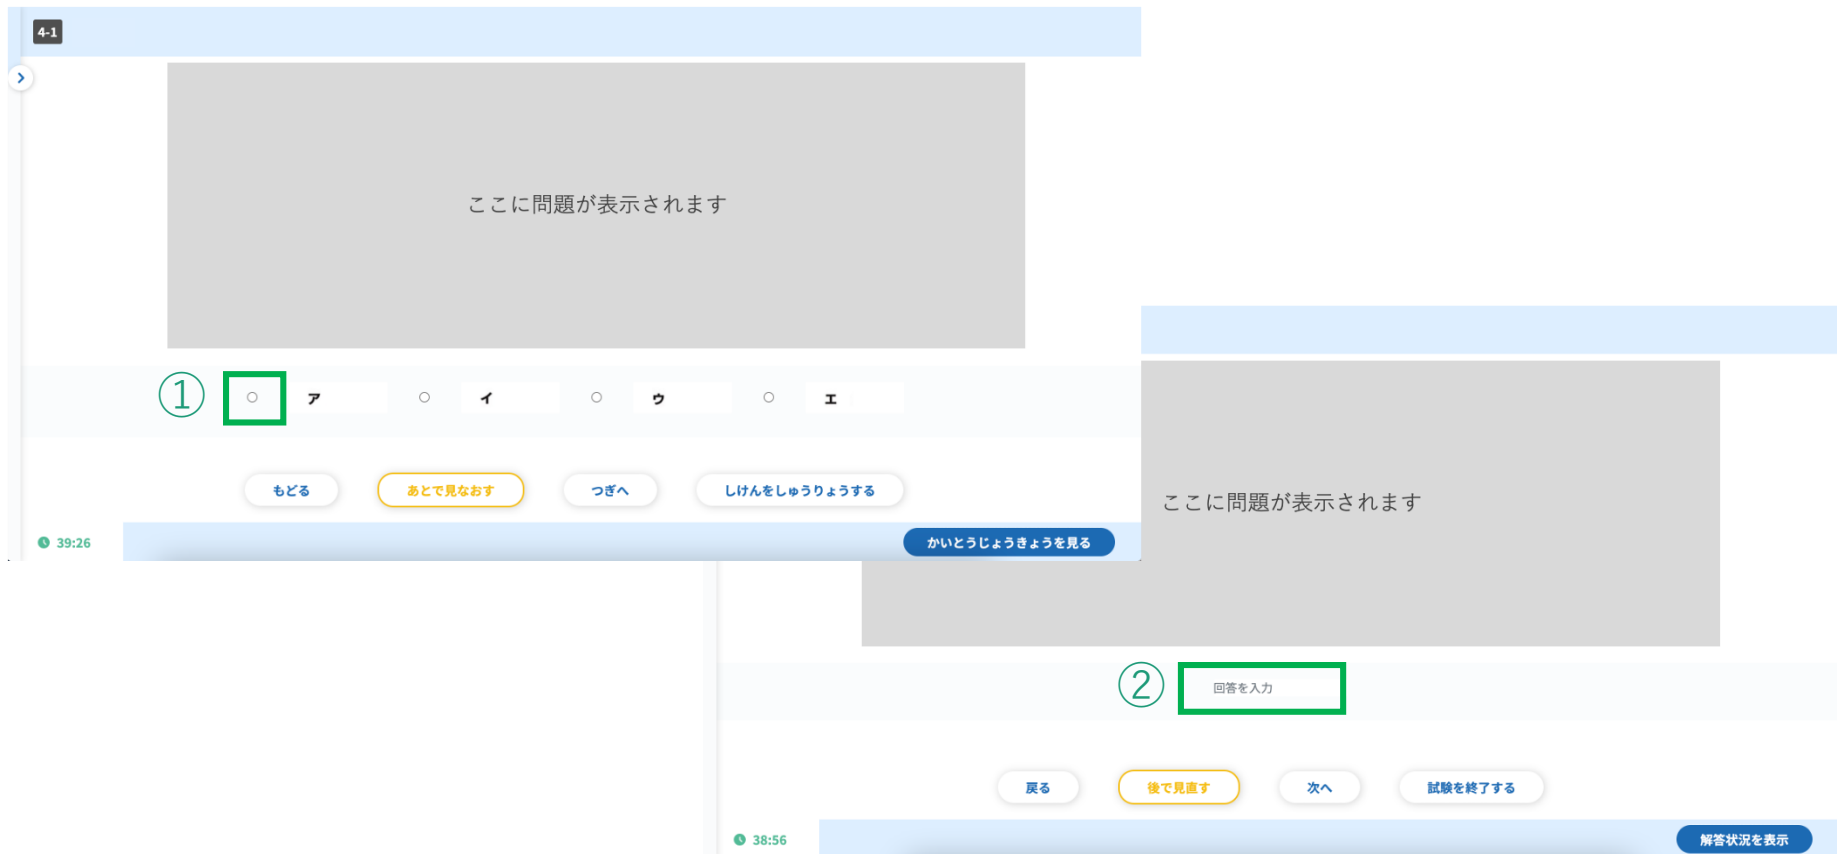 4-1
ここに問題が表示されます
① ア イ ウ エ
もどる あとで見なおす つぎへ しけんをしゅうりょうする
39:26 かいとうじょうきょうを見る
ここに問題が表示されます
② 回答を入力
戻る 後で見直す 次へ 試験を終了する
38:56 解答状況を表示